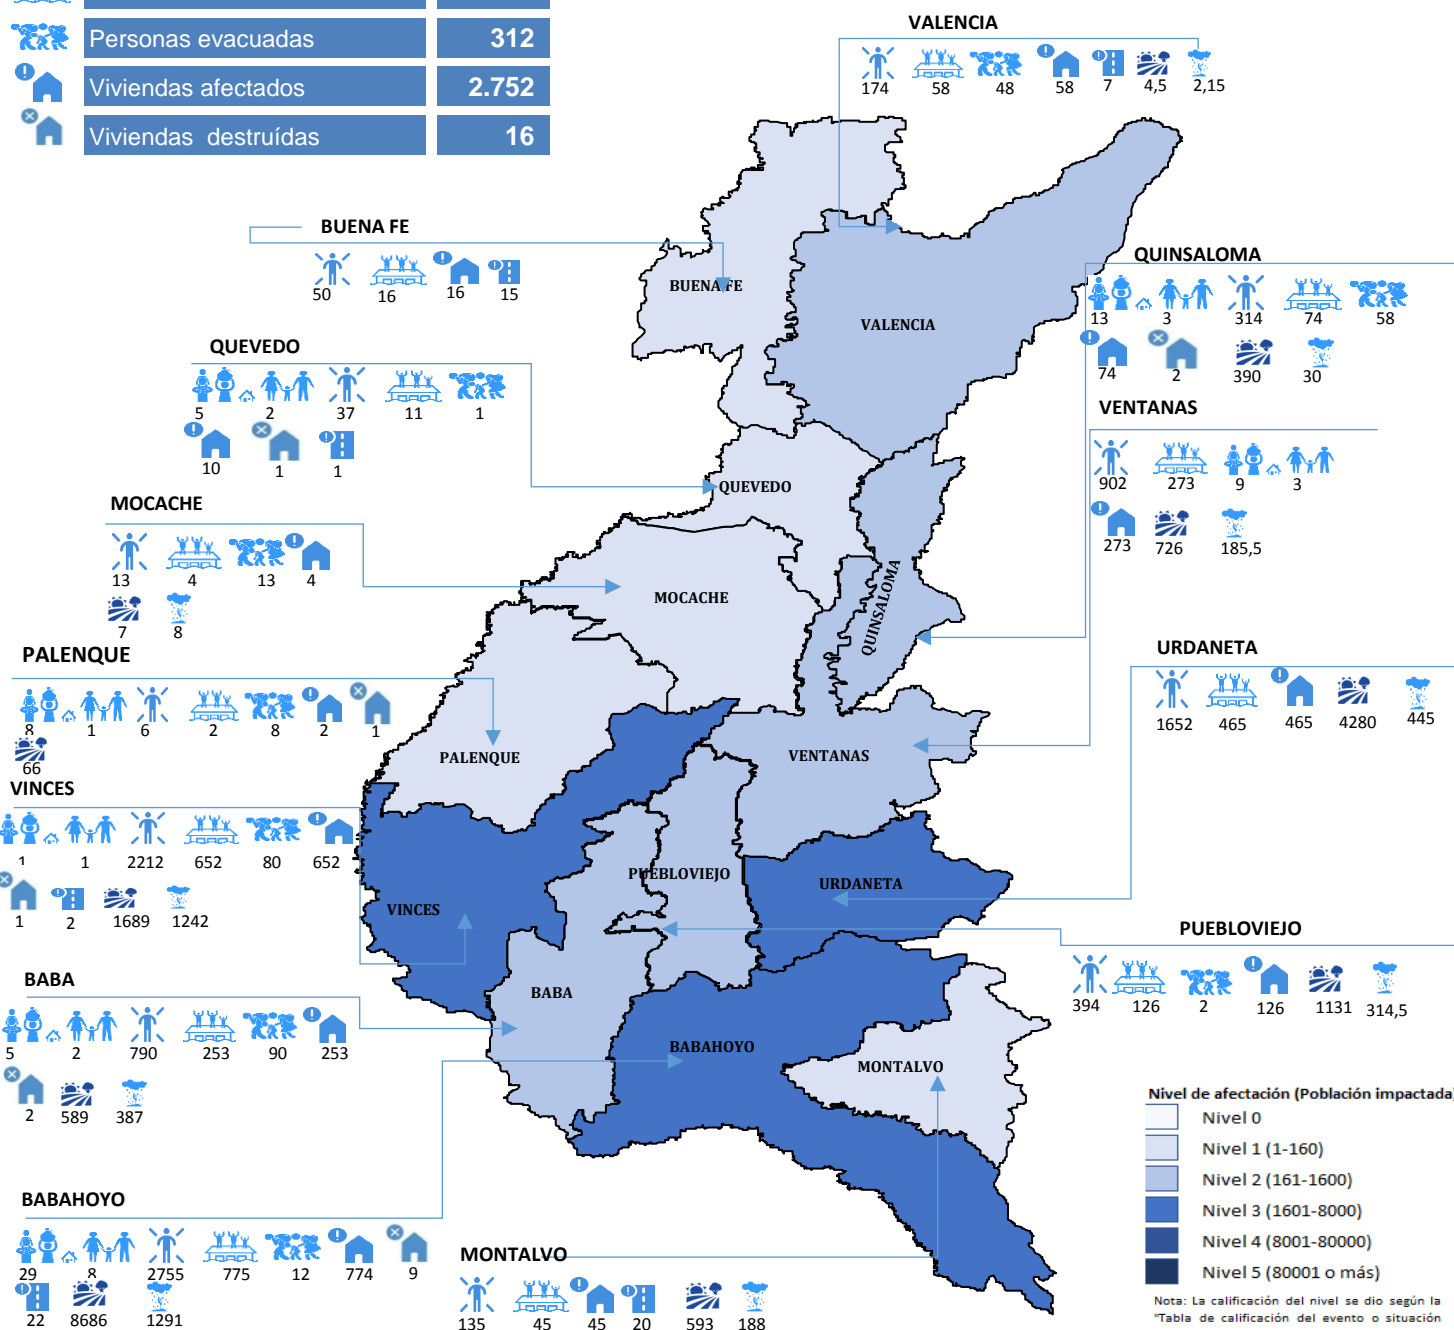 Personas evacuadas 312
Viviendas afectados 2.752
Viviendas destruídas 16
VALENCIA
174 58 48 58 7 4,5 2,15
BUENA FE
50 16 16 15
QUINSALOMA
13 3 314 74 58
74 2 390 30
QUEVEDO
5 2 37 11 1
10 1 1
VENTANAS
902 273 9 3
273 726 185,5
MOCACHE
13 4 13 4
7 8
PALENQUE
8 1 6 2 8 2 1
66
URDANETA
1652 465 465 4280 445
VINCES
1 1 2212 652 80 652
1 2 1689 1242
PUEBLOVIEJO
394 126 2 126 1131 314,5
BABA
5 2 790 253 90 253
2 589 387
BABAHOYO
29 8 2755 775 12 774 9
22 8686 1291
MONTALVO
135 45 45 20 593 188
BUENA FE
VALENCIA
QUEVEDO
MOCACHE
QUINSALOMA
PALENQUE
VENTANAS
PUEBLOVIEJO
URDANETA
VINCES
BABA
BABAHOYO
MONTALVO
Nivel de afectación (Población impactada)
Nivel 0
Nivel 1 (1-160)
Nivel 2 (161-1600)
Nivel 3 (1601-8000)
Nivel 4 (8001-80000)
Nivel 5 (80001 o más)
Nota: La calificación del nivel se dio según la
"Tabla de calificación del evento o situación